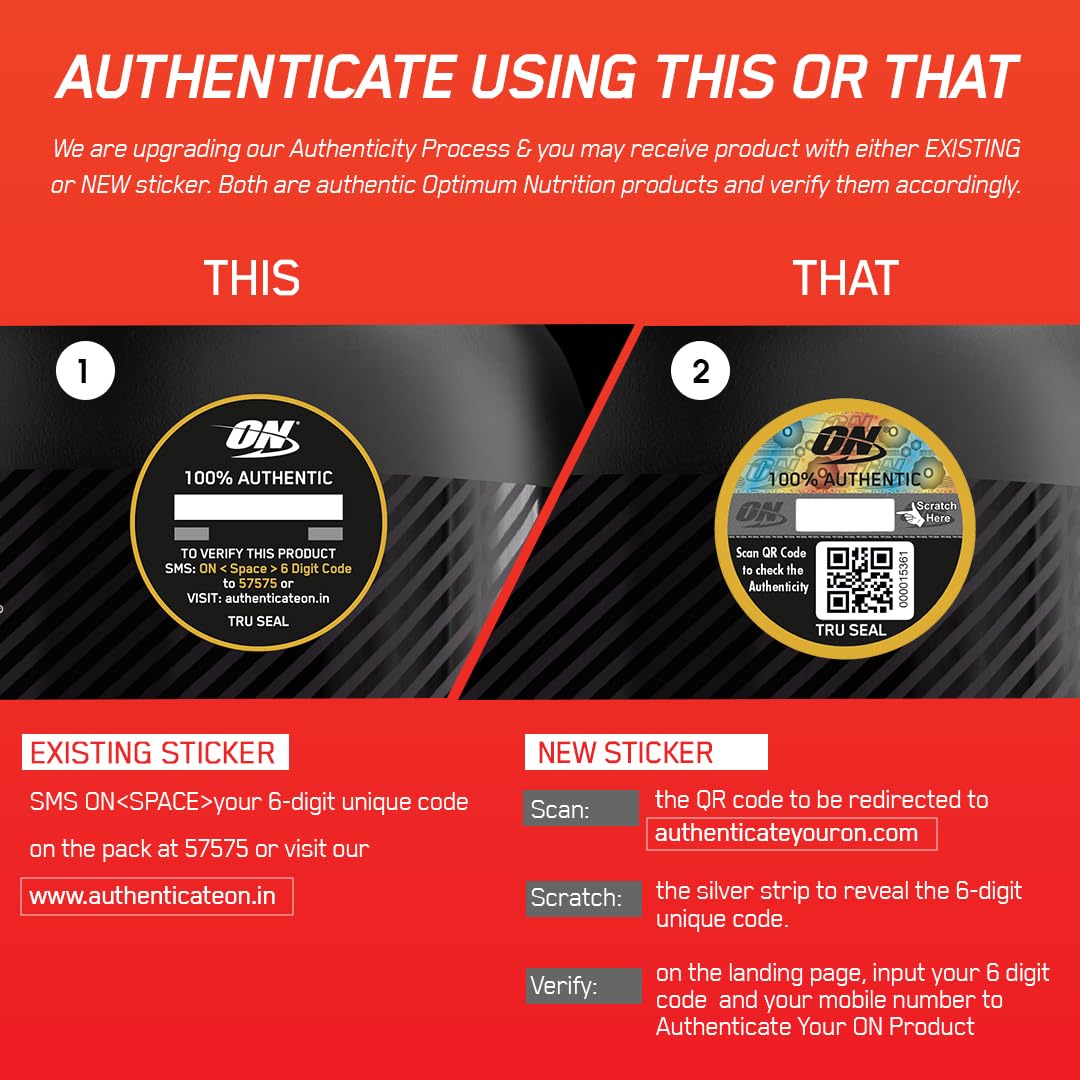 AUTHENTICATE USING THIS OR THAT
We are upgrading our Authenticity Process & you may receive product with either EXISTING
or NEW sticker. Both are authentic Optimum Nutrition products and verify them accordingly.
THIS
THAT
1
ON®
100% AUTHENTIC
TO VERIFY THIS PRODUCT
SMS: ON < Space > 6 Digit Code
to 57575 or
VISIT: authenticateon.in
TRU SEAL
2
ON®
100% AUTHENTIC
ON
Scratch
Here
Scan QR Code
to check the
Authenticity
000015361
TRU SEAL
EXISTING STICKER
SMS ON<SPACE>your 6-digit unique code
on the pack at 57575 or visit our
www.authenticateon.in
NEW STICKER
Scan:
the QR code to be redirected to
authenticateyouron.com
Scratch:
the silver strip to reveal the 6-digit
unique code.
Verify:
on the landing page, input your 6 digit
code and your mobile number to
Authenticate Your ON Product